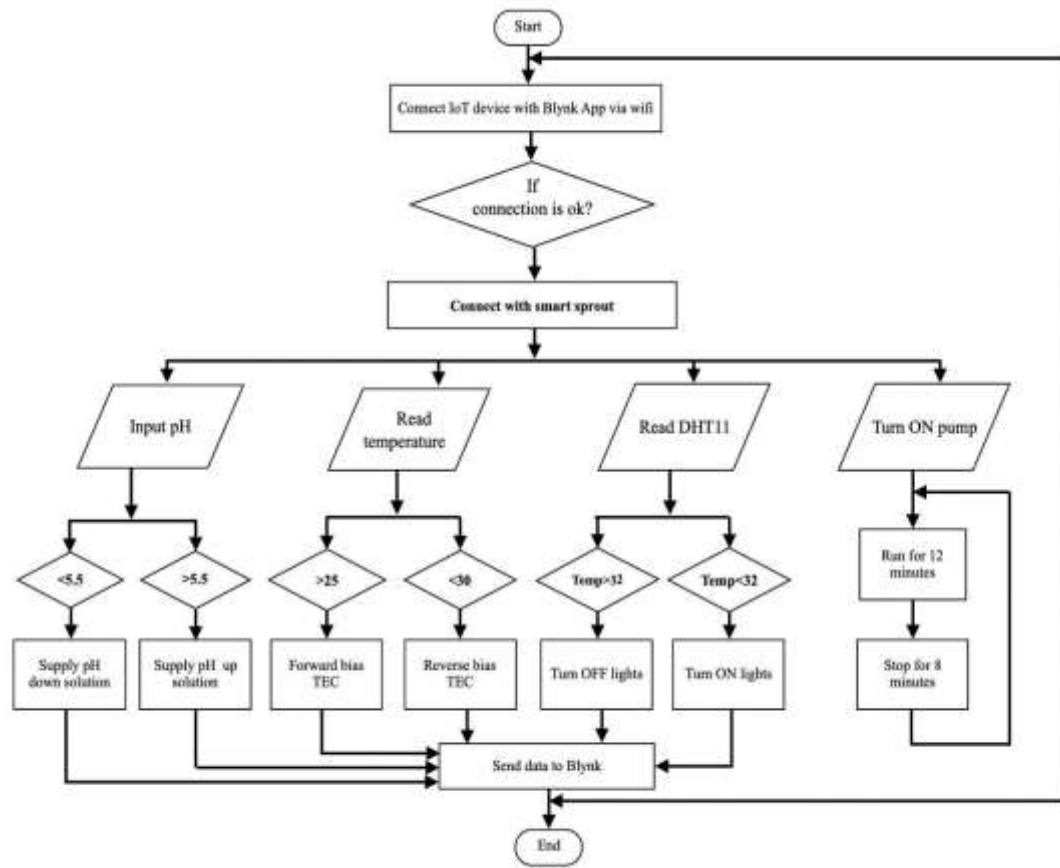 Start
Connect IoT device with Blynk App via wifi
If
connection is ok?
Connect with smart sprout
Input pH
Read
temperature
Read DHT11
Turn ON pump
<5.5
>5.5
>25
<30
Temp>32
Temp<32
Run for 12
minutes
Supply pH
down solution
Supply pH up
solution
Forward bias
TEC
Reverse bias
TEC
Turn OFF lights
Turn ON lights
Stop for 8
minutes
Send data to Blynk
End